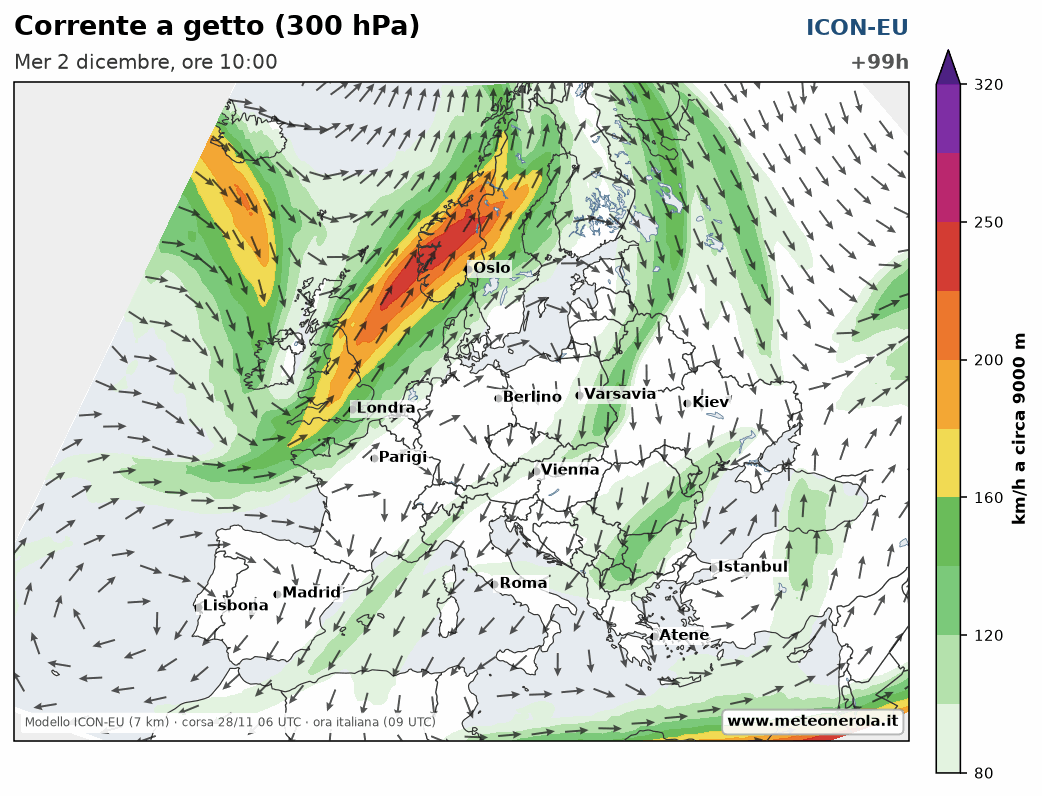 Corrente a getto (300 hPa)
ICON-EU
Mer 2 dicembre, ore 10:00
+99h
320
250
200
160
120
80
km/h a circa 9000 m
Oslo
Londra
Berlino
Varsavia
Kiev
Parigi
Vienna
Istanbul
Roma
Madrid
Lisbona
Atene
Modello ICON-EU (7 km) · corsa 28/11 06 UTC · ora italiana (09 UTC)
www.meteonerola.it